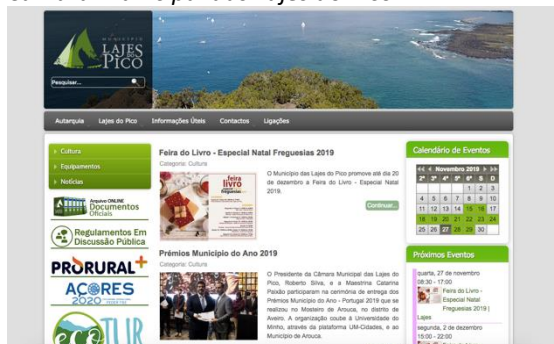 MUNICÍPIO
LAJES
DO
PICO
Pesquisar...
Autarquia Lajes do Pico Informações Úteis Contactos Ligações
Cultura
Equipamentos
Notícias
Arquivo ONLINE
Documentos
Oficiais
Regulamentos Em
Discussão Pública
PRORURAL+
AÇORES
2020
eco TUR
Feira do Livro - Especial Natal Freguesias 2019
Categoria: Cultura
feira
livro
freguesias
O Município das Lajes do Pico promove até dia 20
de dezembro a Feira do Livro - Especial Natal
2019.
Continuar...
Prémios Município do Ano 2019
Categoria: Cultura
O Presidente da Câmara Municipal das Lajes do
Pico, Roberto Silva, e a Maestrina Catarina
Paixão participaram na cerimónia de entrega dos
Prémios Município do Ano - Portugal 2019 que se
realizou no Mosteiro de Arouca, no distrito de
Aveiro. A organização coube à Universidade do
Minho, através da plataforma UM-Cidades, e ao
Município de Arouca.
Calendário de Eventos
Novembro 2019
2ª 3ª 4ª 5ª 6ª S D
1 2 3
4 5 6 7 8 9 10
11 12 13 14 15 16 17
18 19 20 21 22 23 24
25 26 27 28 29 30
Próximos Eventos
quarta, 27 de novembro
08:30 - 17:00
Feira do Livro -
Especial Natal
Freguesias 2019 |
Lajes
segunda, 2 de dezembro
15:00 - 22:00